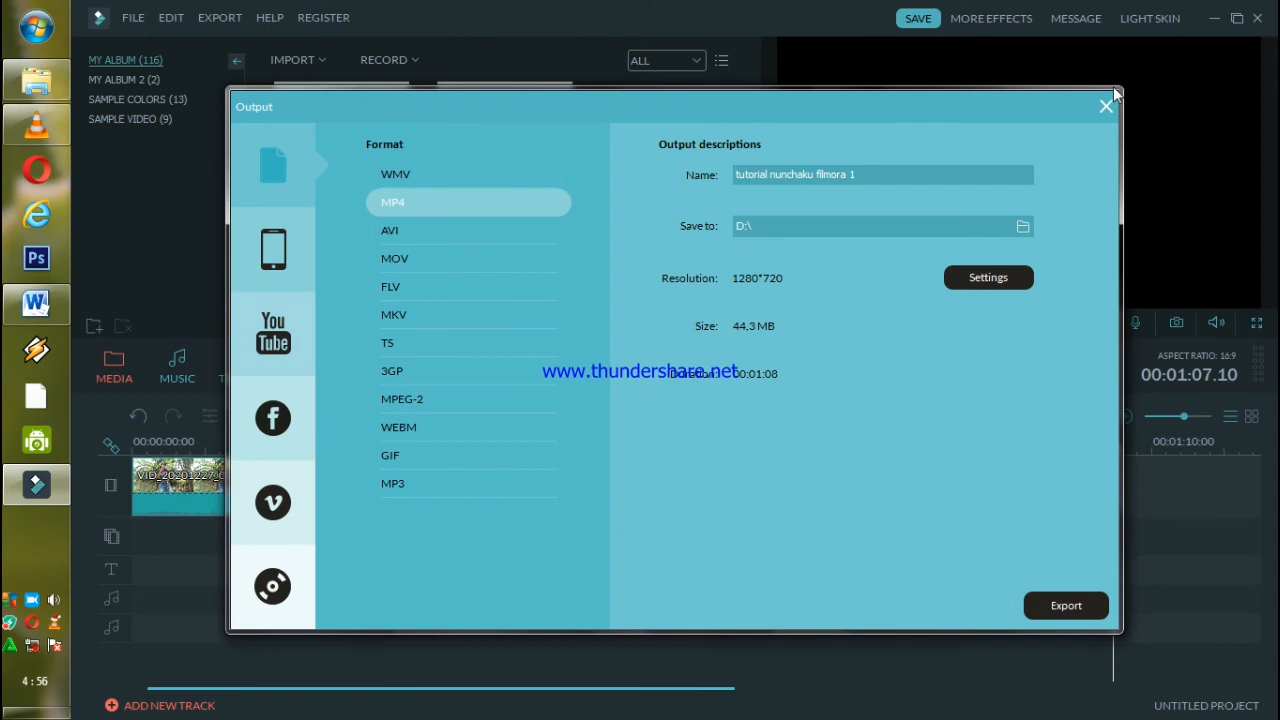 FILE EDIT EXPORT HELP REGISTER
SAVE MORE EFFECTS MESSAGE LIGHT SKIN
MY ALBUM (116)
MY ALBUM 2 (2)
SAMPLE COLORS (13)
SAMPLE VIDEO (9)
IMPORT RECORD ALL
Output
Format
WMV
MP4
AVI
MOV
FLV
MKV
TS
3GP
MPEG-2
WEBM
GIF
MP3
You
Tube
Output descriptions
Name: tutorial nunchaku filmora 1
Save to: D:\
Resolution: 1280*720 Settings
Size: 44,3 MB
Duration: 00:01:08
www.thundershare.net
Export
MEDIA MUSIC
ASPECT RATIO: 16:9
00:01:07.10
00:00:00:00
00:01:10:00
Ps
W
4:56
ADD NEW TRACK
UNTITLED PROJECT